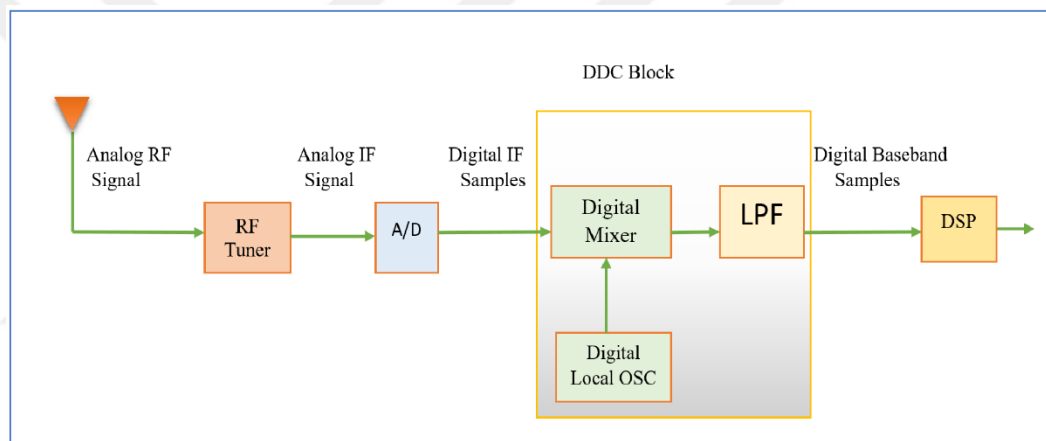 DDC Block
Analog RF
Signal
Analog IF
Signal
Digital IF
Samples
Digital Baseband
Samples
RF
Tuner
A/D
Digital
Mixer
LPF
DSP
Digital
Local OSC